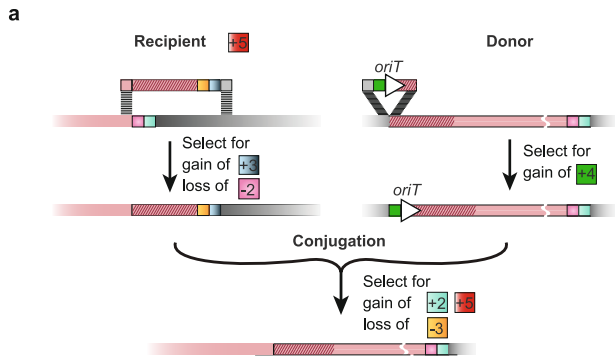 a
Recipient +5
Donor
oriT
Select for
gain of +3
loss of
-2
Select for
gain of +4
oriT
Conjugation
Select for
gain of +2 +5
loss of
-3